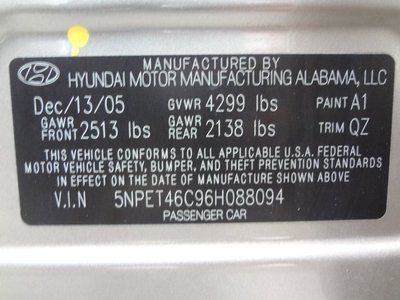 MANUFACTURED BY
HYUNDAI MOTOR MANUFACTURING ALABAMA, LLC
Dec/13/05 GVWR 4299 lbs PAINT A1
GAWR FRONT 2513 lbs GAWR REAR 2138 lbs TRIM QZ
THIS VEHICLE CONFORMS TO ALL APPLICABLE U.S.A. FEDERAL
MOTOR VEHICLE SAFETY, BUMPER, AND THEFT PREVENTION STANDARDS
IN EFFECT ON THE DATE OF MANUFACTURE SHOWN ABOVE
V.I.N 5NPET46C96H088094
PASSENGER CAR